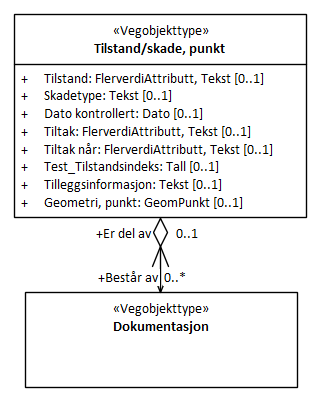 «Vegobjekttype»
Tilstand/skade, punkt
+ Tilstand: FlerverdiAttributt, Tekst [0..1]
+ Skadetype: Tekst [0..1]
+ Dato kontrollert: Dato [0..1]
+ Tiltak: FlerverdiAttributt, Tekst [0..1]
+ Tiltak når: FlerverdiAttributt, Tekst [0..1]
+ Test_Tilstandsindeks: Tall [0..1]
+ Tilleggsinformasjon: Tekst [0..1]
+ Geometri, punkt: GeomPunkt [0..1]
+Er del av 0..1
+Består av 0..*
«Vegobjekttype»
Dokumentasjon